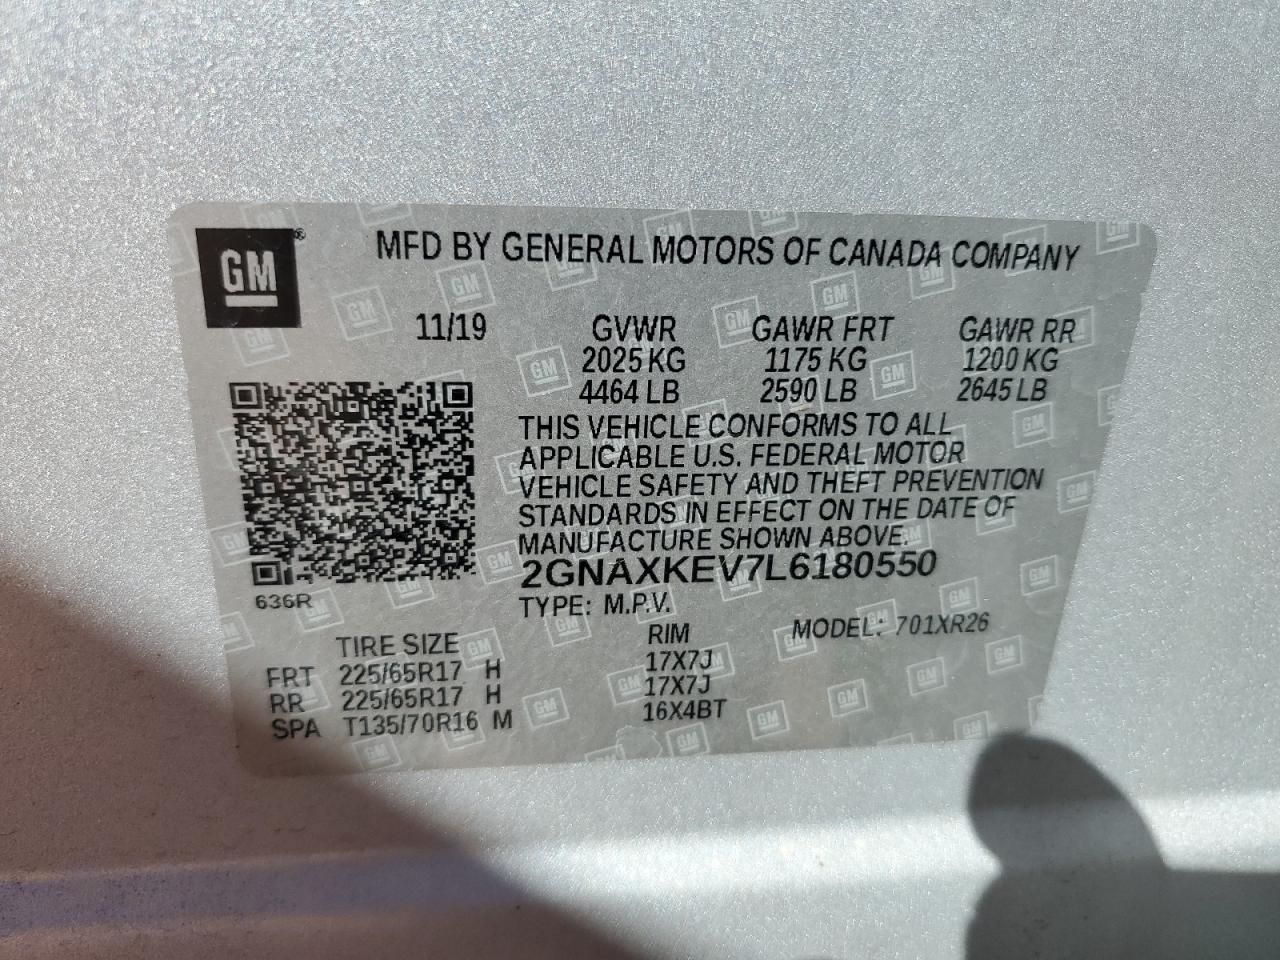 GM®
MFD BY GENERAL MOTORS OF CANADA COMPANY
11/19 GVWR GAWR FRT GAWR RR
2025 KG 1175 KG 1200 KG
4464 LB 2590 LB 2645 LB
THIS VEHICLE CONFORMS TO ALL
APPLICABLE U.S. FEDERAL MOTOR
VEHICLE SAFETY AND THEFT PREVENTION
STANDARDS IN EFFECT ON THE DATE OF
MANUFACTURE SHOWN ABOVE.
2GNAXKEV7L6180550
636R
TYPE: M.P.V.
MODEL: 701XR26
TIRE SIZE RIM
FRT 225/65R17 H 17X7J
RR 225/65R17 H 17X7J
SPA T135/70R16 M 16X4BT